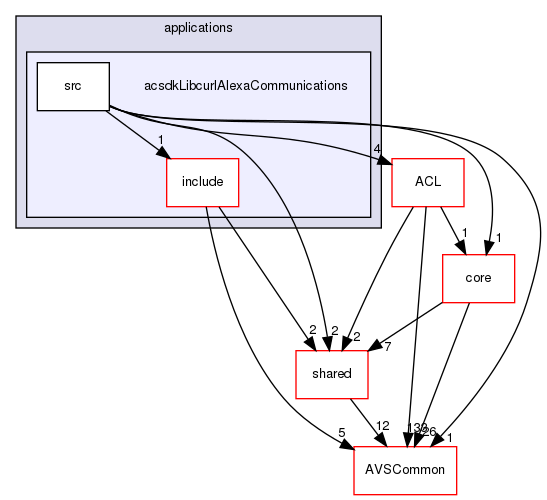 applications
src
acsdkLibcurlAlexaCommunications
1
4
include
ACL
1
1
core
2
2
2
7
shared
12
5
1
AVSCommon